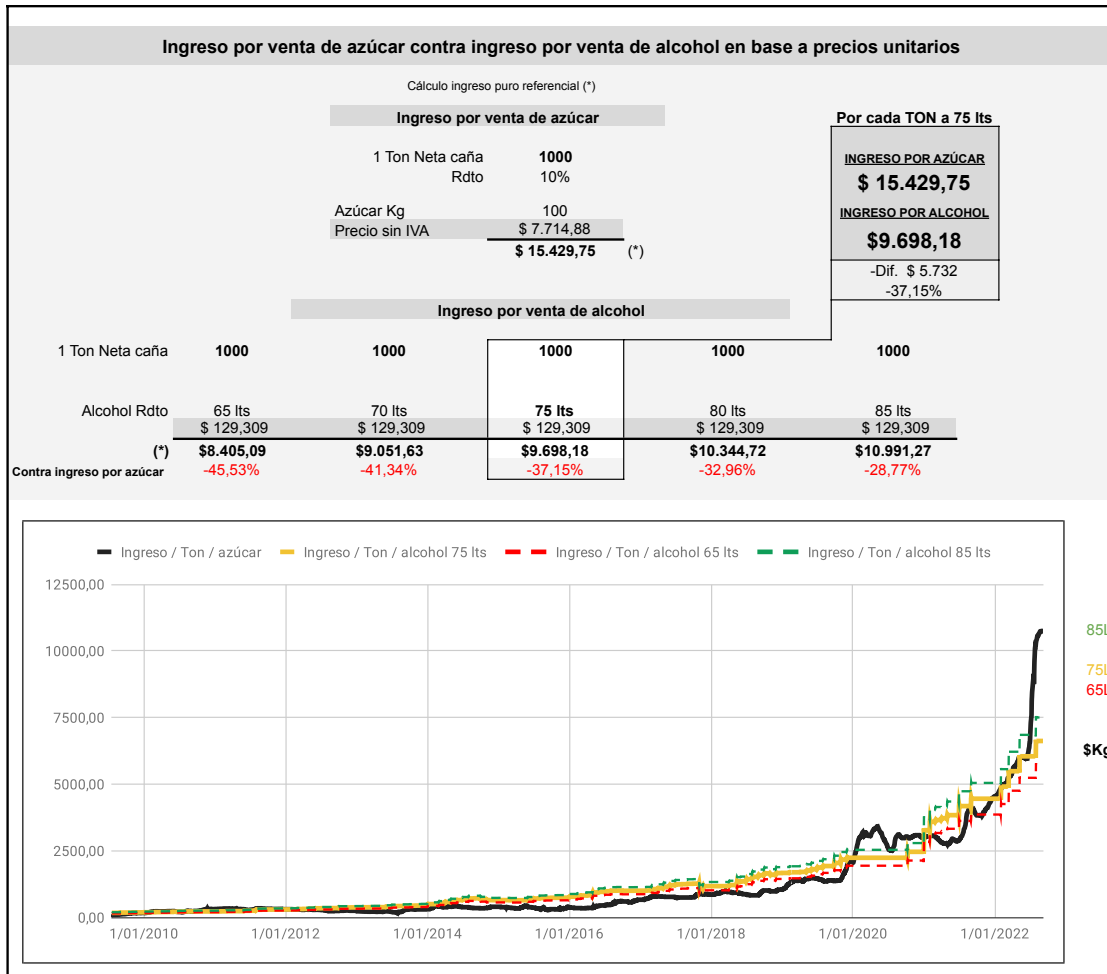 Ingreso por venta de azúcar contra ingreso por venta de alcohol en base a precios unitarios
Cálculo ingreso puro referencial (*)
Ingreso por venta de azúcar
1 Ton Neta caña 1000
Rdto 10%
Azúcar Kg 100
Precio sin IVA $ 7.714,88
$ 15.429,75 (*)
Por cada TON a 75 lts
INGRESO POR AZÚCAR
$ 15.429,75
INGRESO POR ALCOHOL
$9.698,18
-Dif. $ 5.732
-37,15%
Ingreso por venta de alcohol
1 Ton Neta caña 1000 1000 1000 1000 1000
Alcohol Rdto 65 lts 70 lts 75 lts 80 lts 85 lts
$ 129,309 $ 129,309 $ 129,309 $ 129,309 $ 129,309
(*) $8.405,09 $9.051,63 $9.698,18 $10.344,72 $10.991,27
Contra ingreso por azúcar -45,53% -41,34% -37,15% -32,96% -28,77%
Ingreso / Ton / azúcar Ingreso / Ton / alcohol 75 lts Ingreso / Ton / alcohol 65 lts Ingreso / Ton / alcohol 85 lts
12500,00
10000,00
7500,00
5000,00
2500,00
0,00
1/01/2010 1/01/2012 1/01/2014 1/01/2016 1/01/2018 1/01/2020 1/01/2022
85L
75L
65L
$Kg